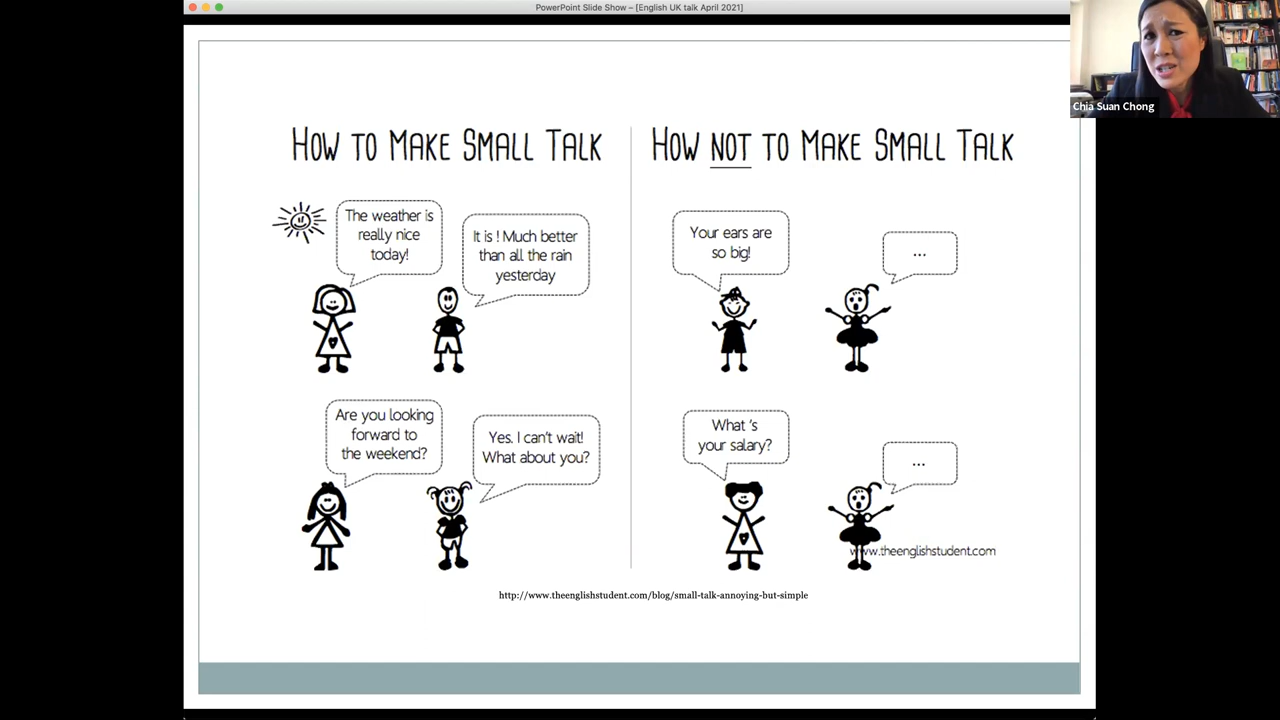 PowerPoint Slide Show – [English UK talk April 2021]
Chia Suan Chong
HOW TO MAKE SMALL TALK
HOW NOT TO MAKE SMALL TALK
The weather is
really nice
today!
It is ! Much better
than all the rain
yesterday
Your ears are
so big!
...
Are you looking
forward to
the weekend?
Yes. I can't wait!
What about you?
What 's
your salary?
...
www.theenglishstudent.com
http://www.theenglishstudent.com/blog/small-talk-annoying-but-simple